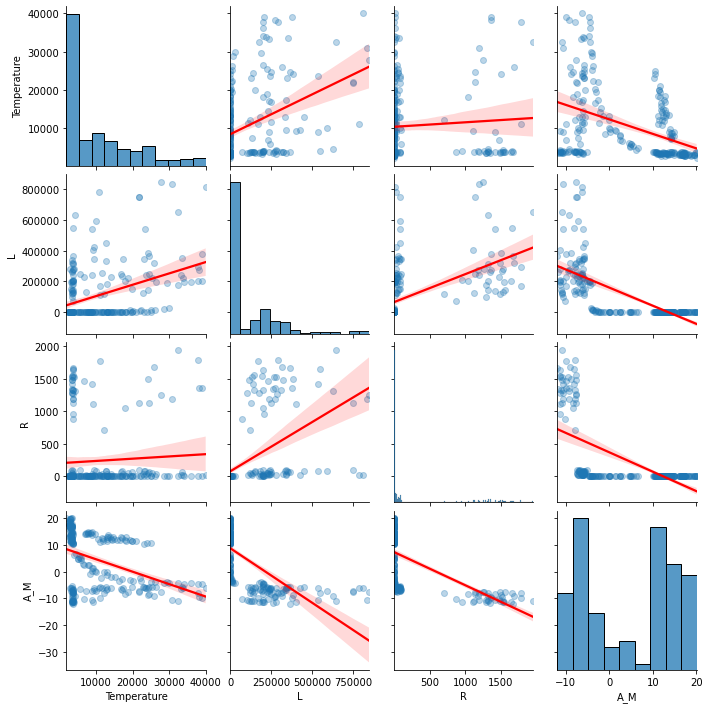 40000
30000
20000
10000
Temperature
800000
600000
400000
200000
0
L
2000
1500
1000
500
0
R
20
10
0
−10
−20
−30
A_M
10000 20000 30000 40000
Temperature
0 250000 500000 750000
L
500 1000 1500
R
−10 0 10 20
A_M